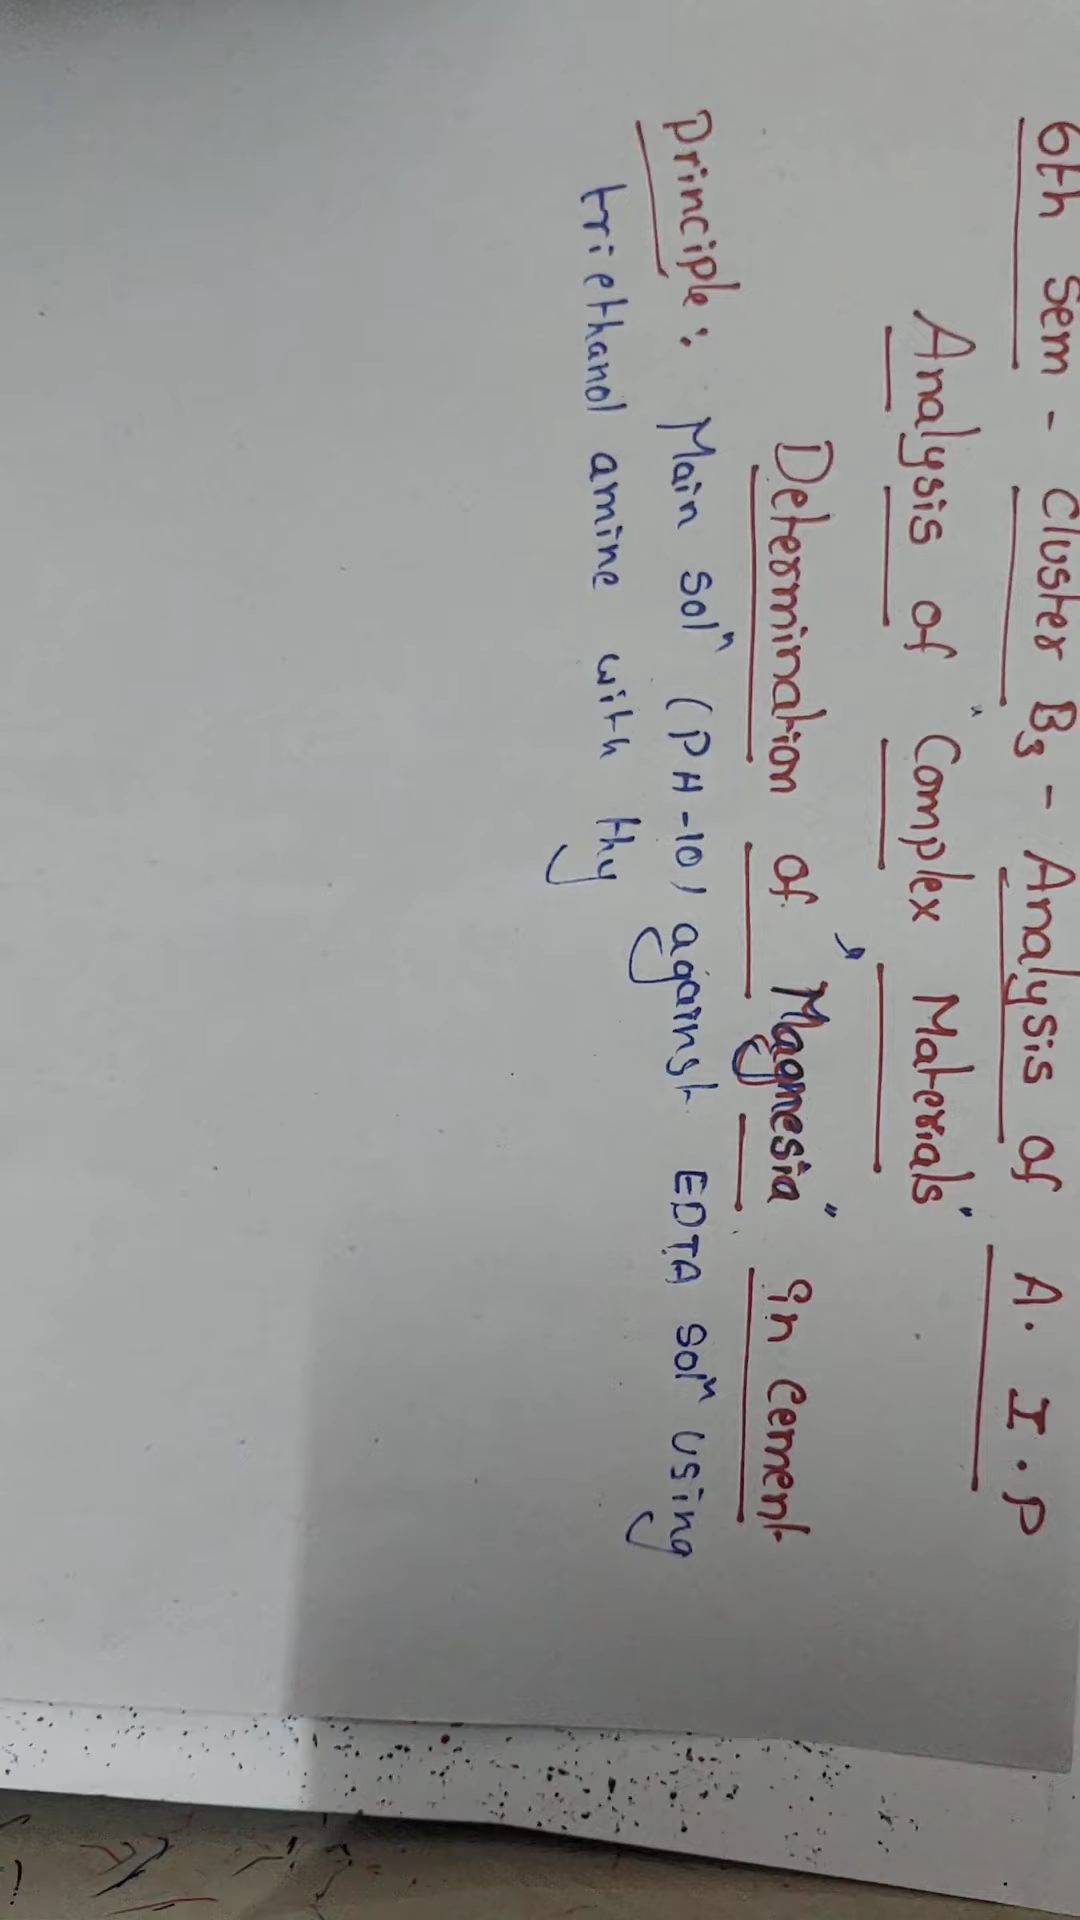 6th Sem - Cluster B3 - Analysis of A. I. P
Analysis of "Complex Materials"
Determination of "Magnesia" in Cement
Principle: Main solⁿ (PH-10) against EDTA solⁿ using
triethanol amine with thy